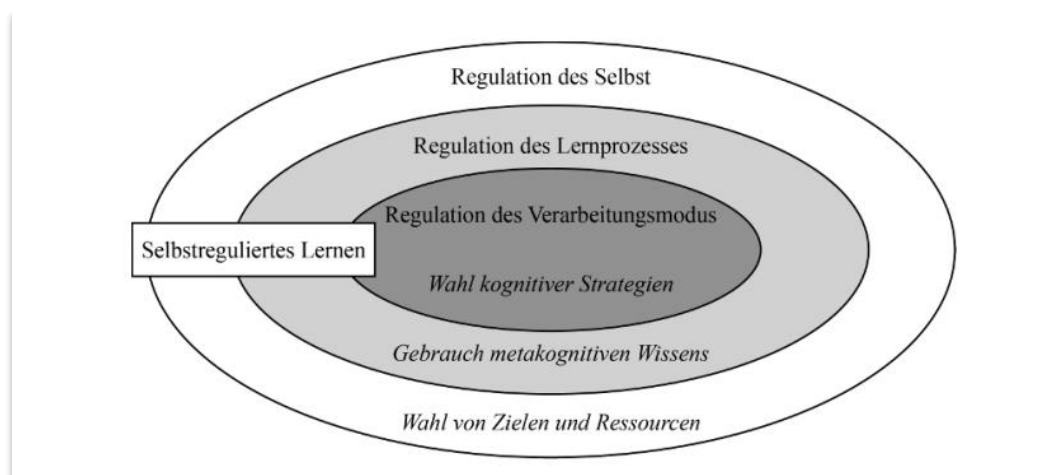 Regulation des Selbst
Regulation des Lernprozesses
Regulation des Verarbeitungsmodus
Selbstreguliertes Lernen
Wahl kognitiver Strategien
Gebrauch metakognitiven Wissens
Wahl von Zielen und Ressourcen